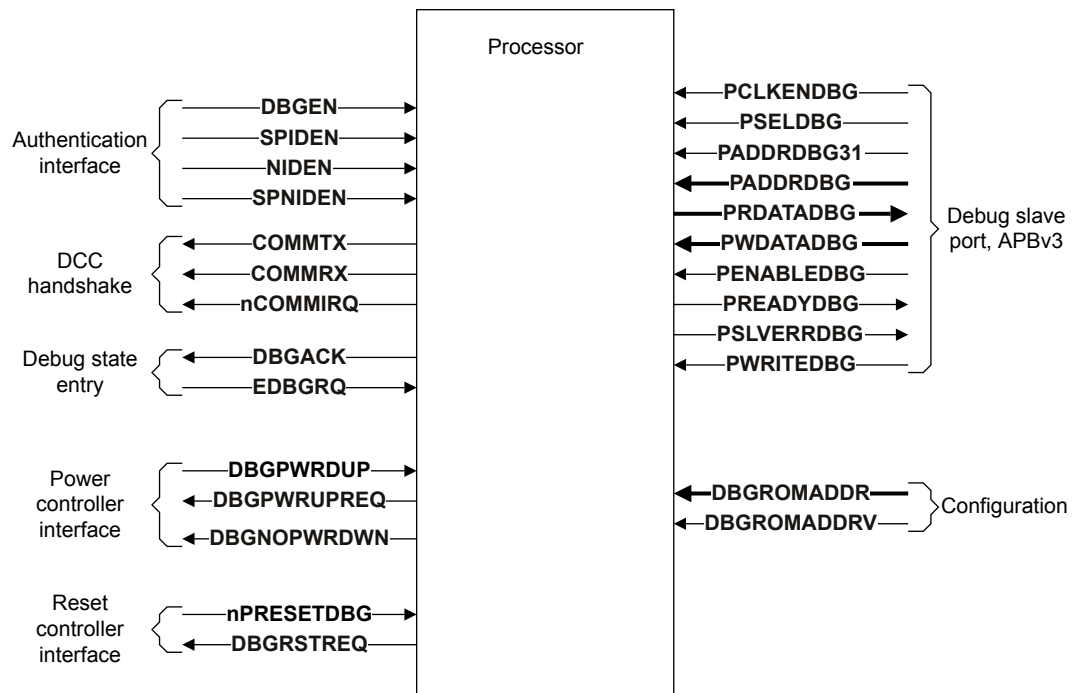 Processor
Authentication
interface
DBGEN
SPIDEN
NIDEN
SPNIDEN
DCC
handshake
COMMTX
COMMRX
nCOMMIRQ
Debug state
entry
DBGACK
EDBGRQ
Power
controller
interface
DBGPWRDUP
DBGPWRUPREQ
DBGNOPWRDWN
Reset
controller
interface
nPRESETDBG
DBGRSTREQ
PCLKENDBG
PSELDBG
PADDRDBG31
PADDRDBG
PRDATADBG
PWDATADBG
PENABLEDBG
PREADYDBG
PSLVERRDBG
PWRITEDBG
Debug slave
port, APBv3
DBGROMADDR
DBGROMADDRV
Configuration